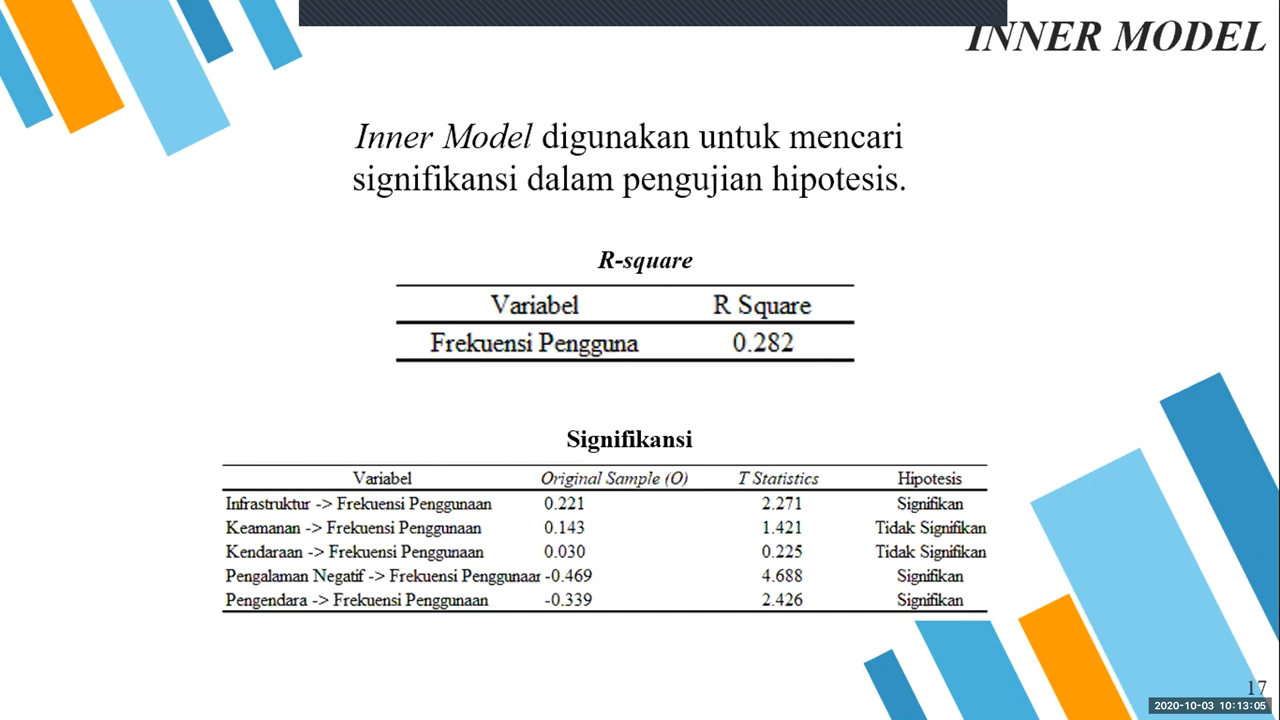 INNER MODEL
Inner Model digunakan untuk mencari
signifikansi dalam pengujian hipotesis.
R-square
Variabel R Square
Frekuensi Pengguna 0.282
Signifikansi
Variabel Original Sample (O) T Statistics Hipotesis
Infrastruktur -> Frekuensi Penggunaan 0.221 2.271 Signifikan
Keamanan -> Frekuensi Penggunaan 0.143 1.421 Tidak Signifikan
Kendaraan -> Frekuensi Penggunaan 0.030 0.225 Tidak Signifikan
Pengalaman Negatif -> Frekuensi Penggunaan -0.469 4.688 Signifikan
Pengendara -> Frekuensi Penggunaan -0.339 2.426 Signifikan
17
2020-10-03 10:13:05